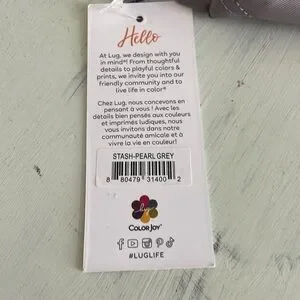 Hello
At Lug, we design with you
in mind™ From thoughtful
details to playful colors &
prints, we invite you into our
friendly community and to
live life in color®
Chez Lug, nous concevons en
pensant à vous ! Avec les
détails bien pensés aux couleurs
et imprimés ludiques, nous
vous invitons dans notre
communauté amicale et à
vivre la vie en couleur!
STASH-PEARL GREY
8 80479 31400 2
lug
COLORJOY™
#LUGLIFE